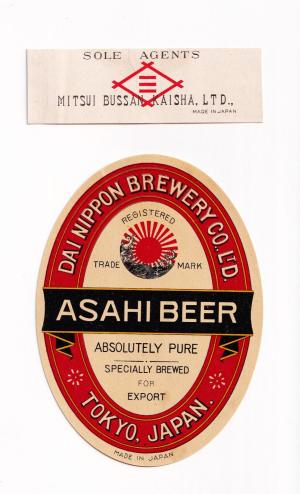 SOLE AGENTS
MITSUI BUSSAN KAISHA, LTD.,
MADE IN JAPAN
DAI NIPPON BREWERY CO. LTD.
REGISTERED
TRADE MARK
ASAHI BEER
ABSOLUTELY PURE
SPECIALLY BREWED
FOR
EXPORT
TOKYO, JAPAN.
MADE IN JAPAN